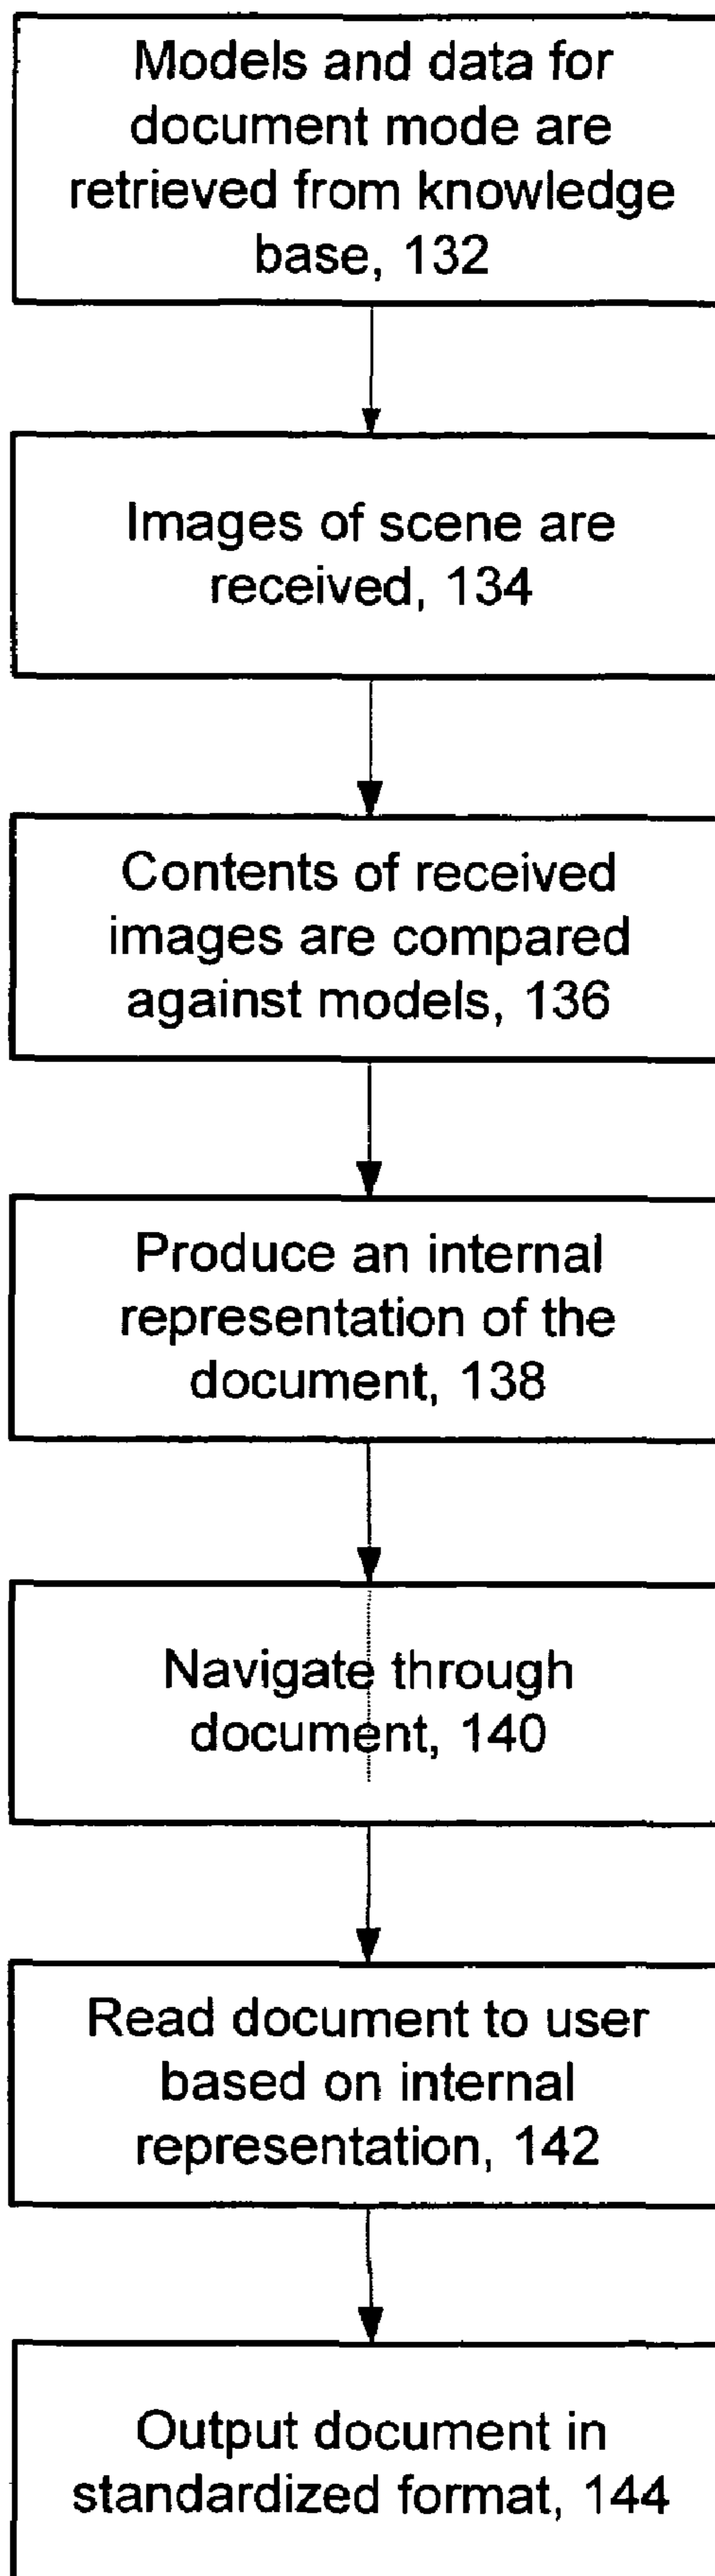 Models and data for
document mode are
retrieved from knowledge
base, 132
Images of scene are
received, 134
Contents of received
images are compared
against models, 136
Produce an internal
representation of the
document, 138
Navigate through
document, 140
Read document to user
based on internal
representation, 142
Output document in
standardized format, 144